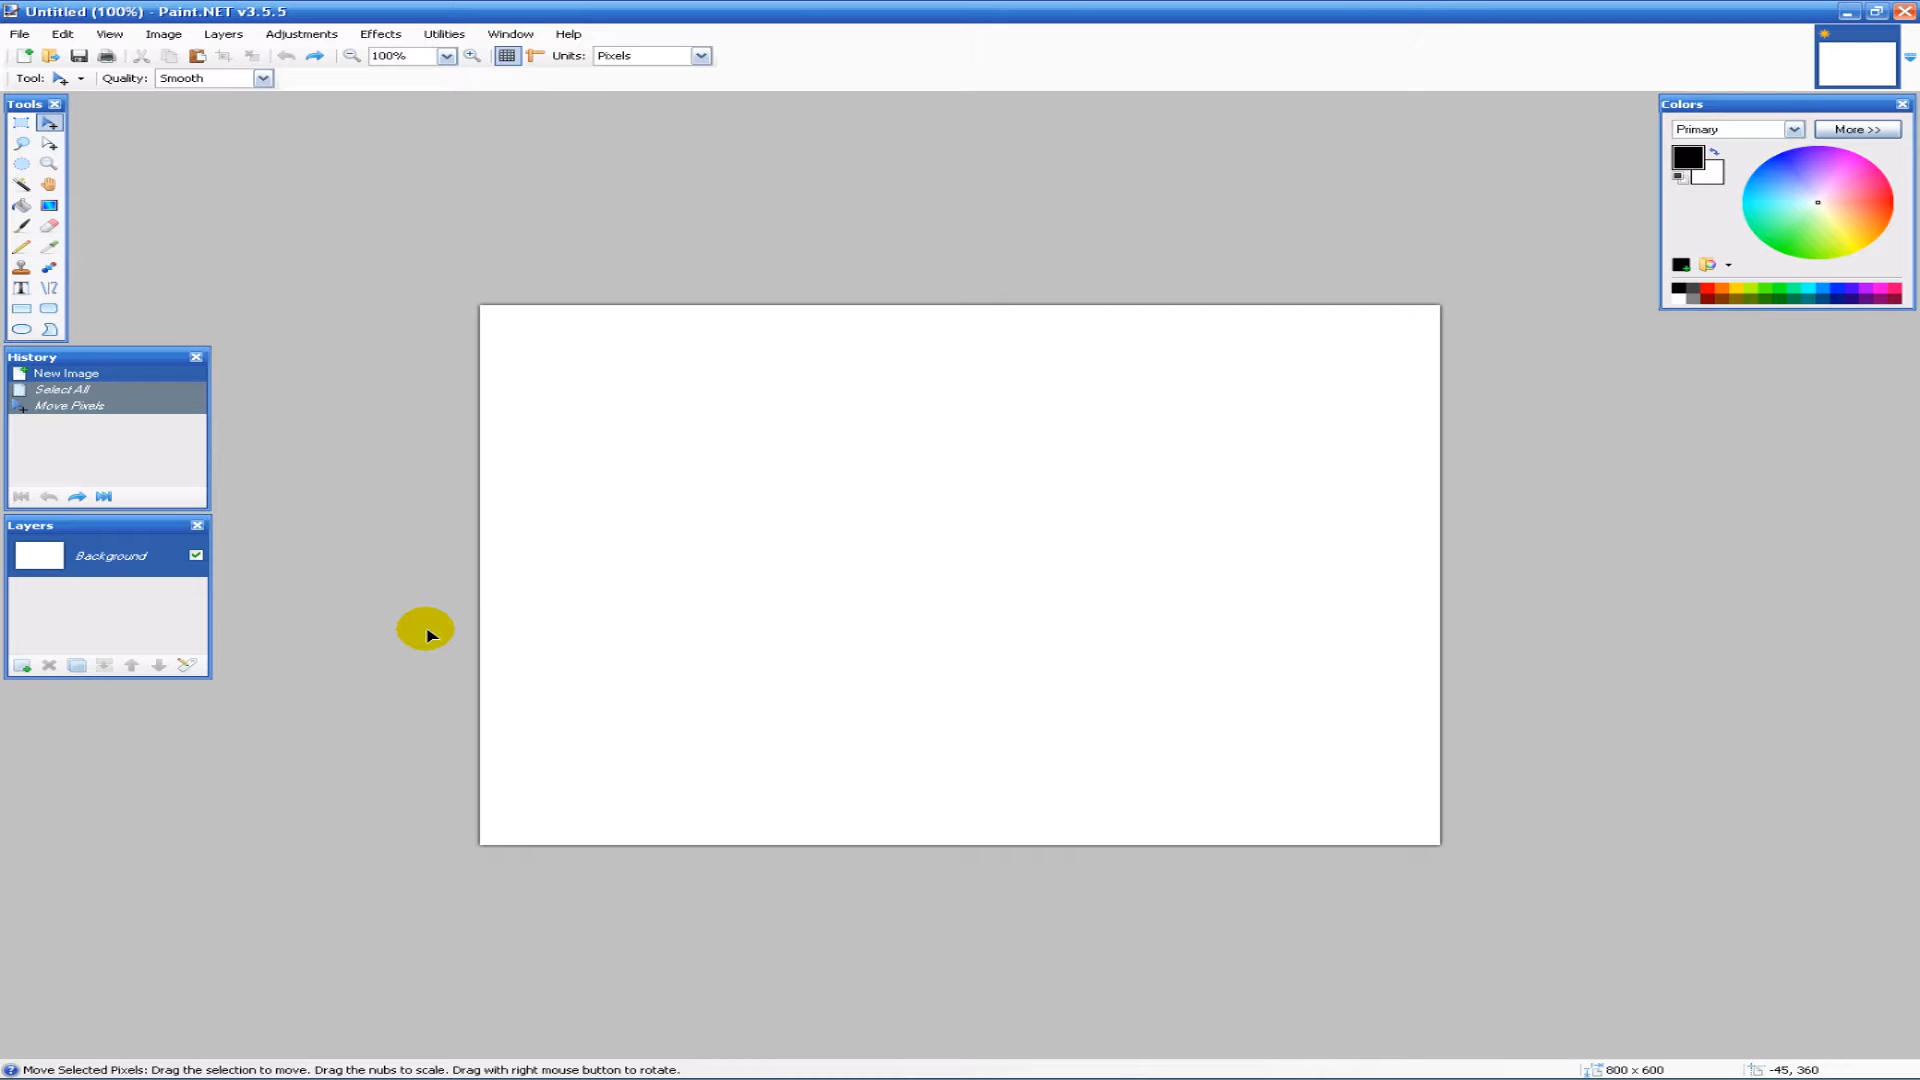 Untitled (100%) - Paint.NET v3.5.5
File Edit View Image Layers Adjustments Effects Utilities Window Help
100% Units: Pixels
Tool: Quality: Smooth
Tools
Colors
Primary More >>
History
New Image
Select All
Move Pixels
Layers
Background
Move Selected Pixels: Drag the selection to move. Drag the nubs to scale. Drag with right mouse button to rotate. 800 x 600 -45, 360